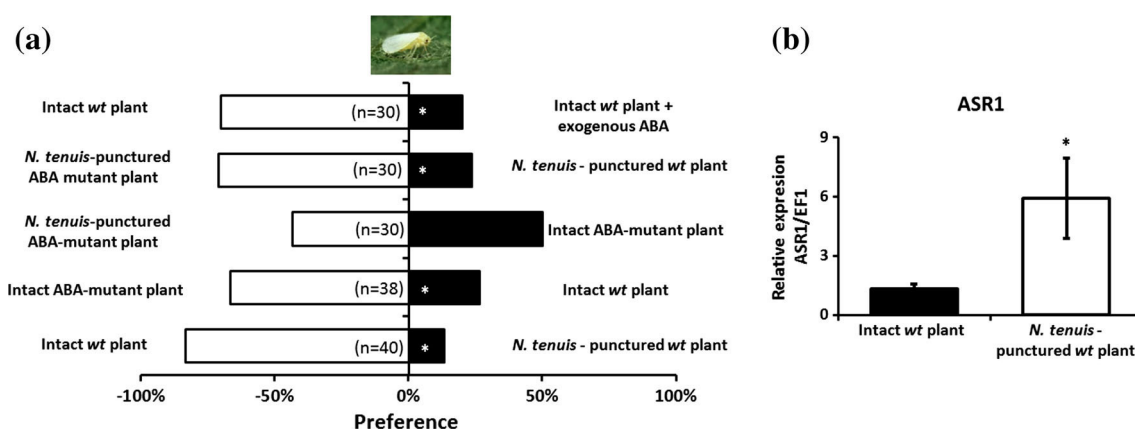 (a)
Intact wt plant
(n=30)
*
Intact wt plant +
exogenous ABA
N. tenuis-punctured
ABA mutant plant
(n=30)
*
N. tenuis - punctured wt plant
N. tenuis-punctured
ABA-mutant plant
(n=30)
Intact ABA-mutant plant
Intact ABA-mutant plant
(n=38)
*
Intact wt plant
Intact wt plant
(n=40)
*
N. tenuis - punctured wt plant
-100%
-50%
0%
50%
100%
Preference
(b)
ASR1
Relative expresion
ASR1/EF1
9
6
3
0
*
Intact wt plant
N. tenuis -
punctured wt plant